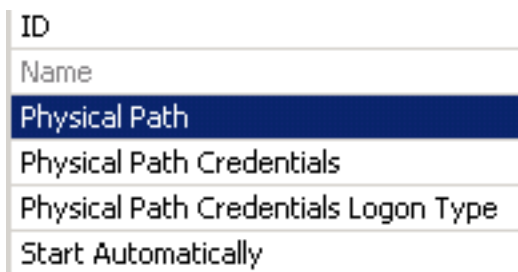 ID
Name
Physical Path
Physical Path Credentials
Physical Path Credentials Logon Type
Start Automatically